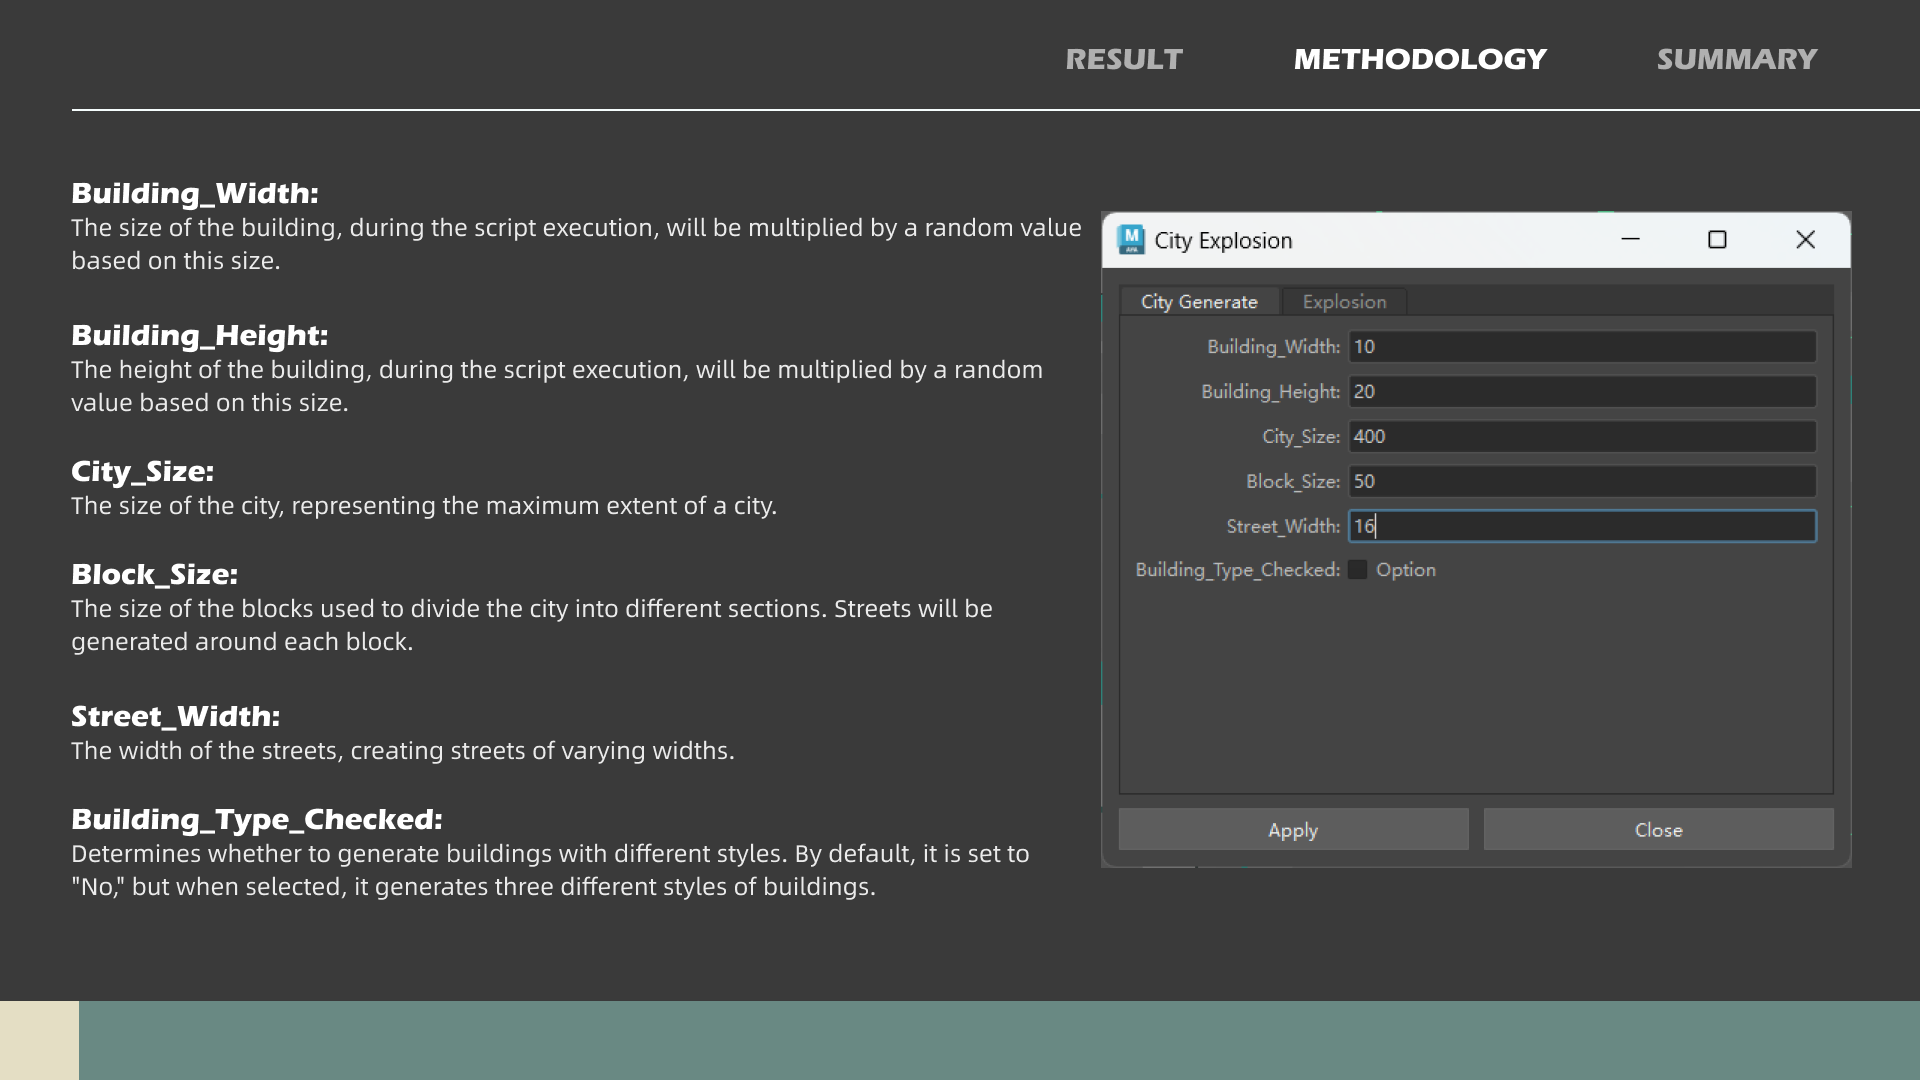 RESULT METHODOLOGY SUMMARY
Building_Width:
The size of the building, during the script execution, will be multiplied by a random value
based on this size.
Building_Height:
The height of the building, during the script execution, will be multiplied by a random
value based on this size.
City_Size:
The size of the city, representing the maximum extent of a city.
Block_Size:
The size of the blocks used to divide the city into different sections. Streets will be
generated around each block.
Street_Width:
The width of the streets, creating streets of varying widths.
Building_Type_Checked:
Determines whether to generate buildings with different styles. By default, it is set to
"No," but when selected, it generates three different styles of buildings.
M
City Explosion
City Generate Explosion
Building_Width: 10
Building_Height: 20
City_Size: 400
Block_Size: 50
Street_Width: 16
Building_Type_Checked: Option
Apply Close